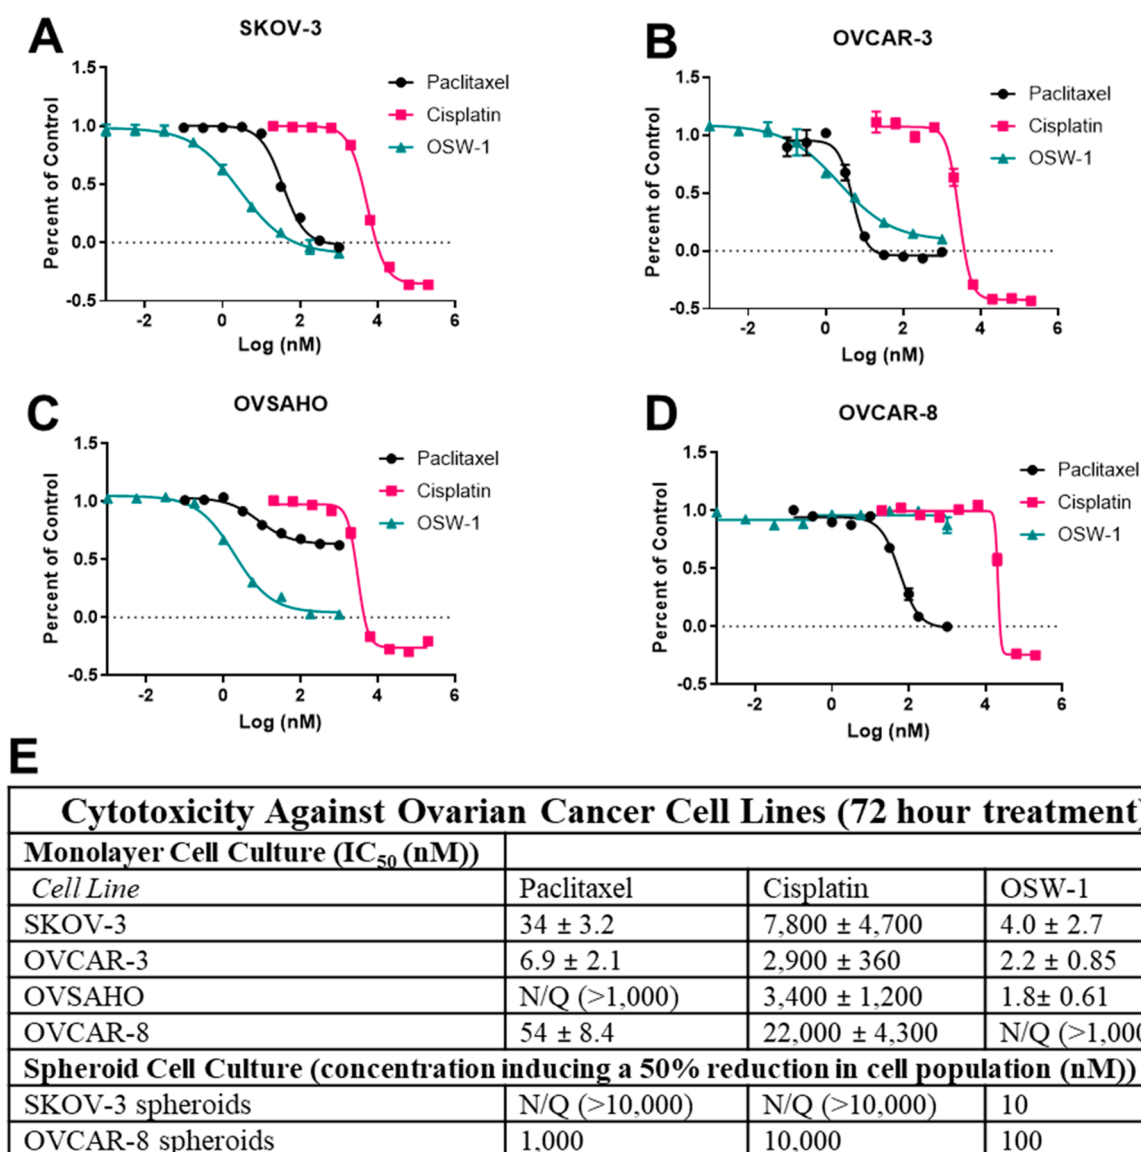 A
SKOV-3
Percent of Control
1.5
1.0
0.5
0.0
-0.5
-2 0 2 4 6
Log (nM)
Paclitaxel
Cisplatin
OSW-1
B
OVCAR-3
Percent of Control
1.5
1.0
0.5
0.0
-0.5
-2 0 2 4 6
Log (nM)
Paclitaxel
Cisplatin
OSW-1
C
OVSAHO
Percent of Control
1.5
1.0
0.5
0.0
-0.5
-2 0 2 4 6
Log (nM)
Paclitaxel
Cisplatin
OSW-1
D
OVCAR-8
Percent of Control
1.5
1.0
0.5
0.0
-0.5
-2 0 2 4 6
Log (nM)
Paclitaxel
Cisplatin
OSW-1
E
Cytotoxicity Against Ovarian Cancer Cell Lines (72 hour treatment)
Monolayer Cell Culture (IC50 (nM))
Cell Line Paclitaxel Cisplatin OSW-1
SKOV-3 34 ± 3.2 7,800 ± 4,700 4.0 ± 2.7
OVCAR-3 6.9 ± 2.1 2,900 ± 360 2.2 ± 0.85
OVSAHO N/Q (>1,000) 3,400 ± 1,200 1.8± 0.61
OVCAR-8 54 ± 8.4 22,000 ± 4,300 N/Q (>1,000
Spheroid Cell Culture (concentration inducing a 50% reduction in cell population (nM))
SKOV-3 spheroids N/Q (>10,000) N/Q (>10,000) 10
OVCAR-8 spheroids 1,000 10,000 100